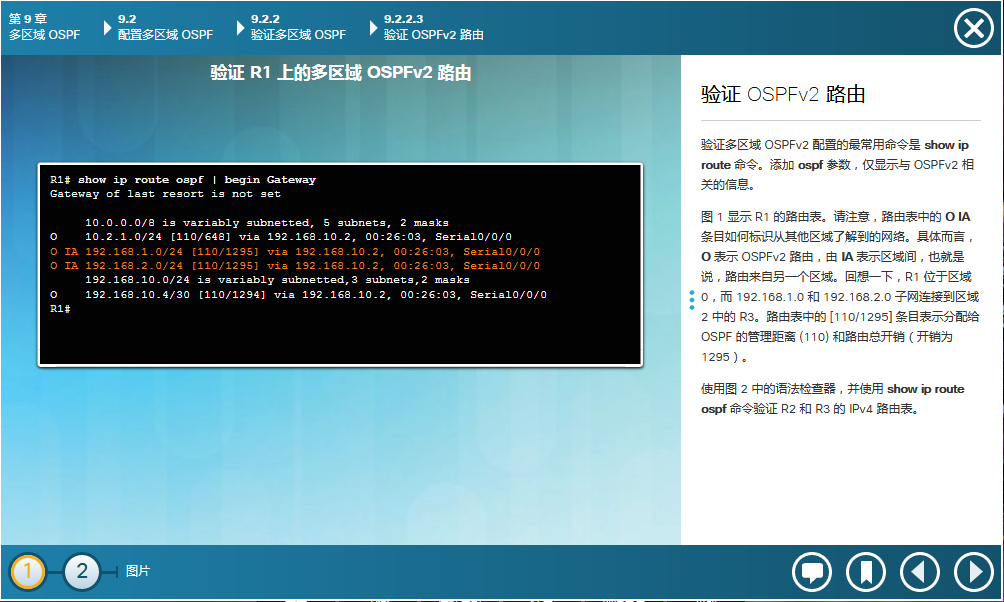 第 9 章
多区域 OSPF
9.2
配置多区域 OSPF
9.2.2
验证多区域 OSPF
9.2.2.3
验证 OSPFv2 路由
验证 R1 上的多区域 OSPFv2 路由
R1# show ip route ospf | begin Gateway
Gateway of last resort is not set
10.0.0.0/8 is variably subnetted, 5 subnets, 2 masks
O 10.2.1.0/24 [110/648] via 192.168.10.2, 00:26:03, Serial0/0/0
O IA 192.168.1.0/24 [110/1295] via 192.168.10.2, 00:26:03, Serial0/0/0
O IA 192.168.2.0/24 [110/1295] via 192.168.10.2, 00:26:03, Serial0/0/0
192.168.10.0/24 is variably subnetted,3 subnets,2 masks
O 192.168.10.4/30 [110/1294] via 192.168.10.2, 00:26:03, Serial0/0/0
R1#
验证 OSPFv2 路由
验证多区域 OSPFv2 配置的最常用命令是 show ip
route 命令。添加 ospf 参数，仅显示与 OSPFv2 相
关的信息。
图 1 显示 R1 的路由表。请注意，路由表中的 O IA
条目如何标识从其他区域了解到的网络。具体而言，
O 表示 OSPFv2 路由，由 IA 表示区域间，也就是
说，路由来自另一个区域。回想一下，R1 位于区域
0，而 192.168.1.0 和 192.168.2.0 子网连接到区域
2 中的 R3。路由表中的 [110/1295] 条目表示分配给
OSPF 的管理距离 (110) 和路由总开销（开销为
1295）。
使用图 2 中的语法检查器，并使用 show ip route
ospf 命令验证 R2 和 R3 的 IPv4 路由表。
1
2
图片